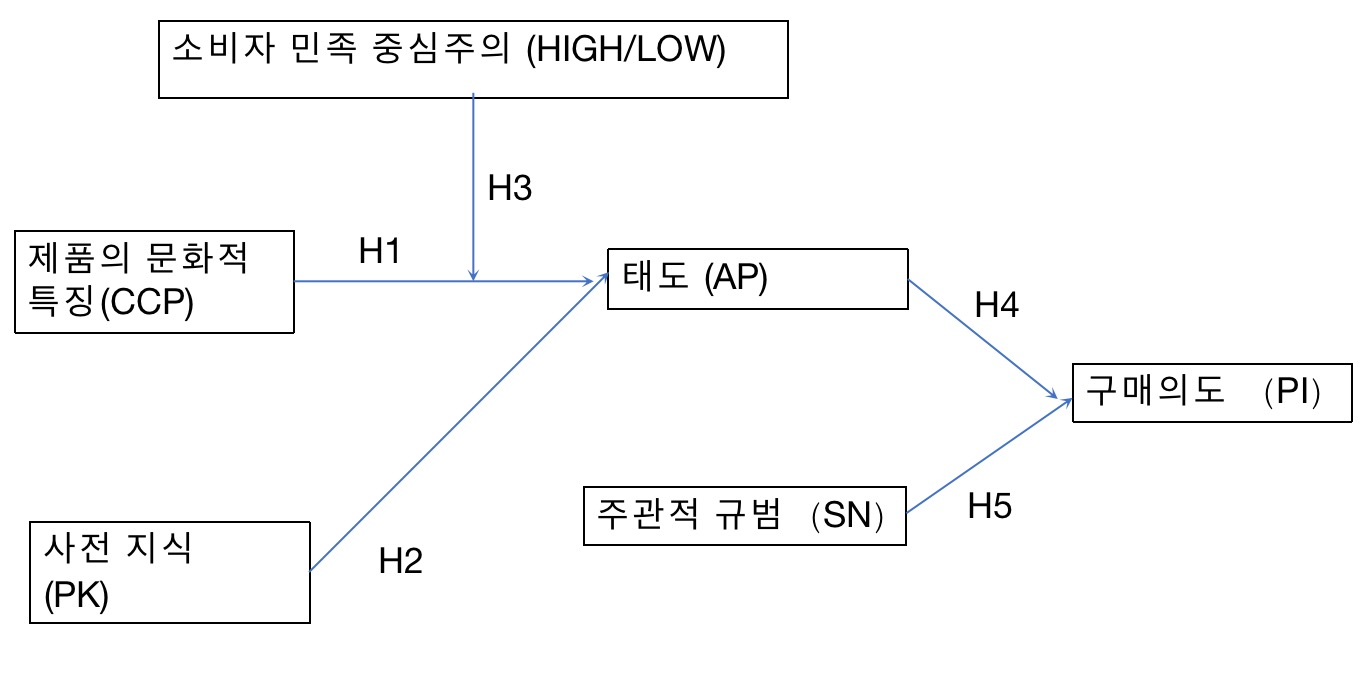 소비자 민족 중심주의 (HIGH/LOW)
H3
제품의 문화적
특징(CCP)
H1
태도 (AP)
H4
구매의도 （PI）
주관적 규범 （SN）
H5
사전 지식
(PK)
H2